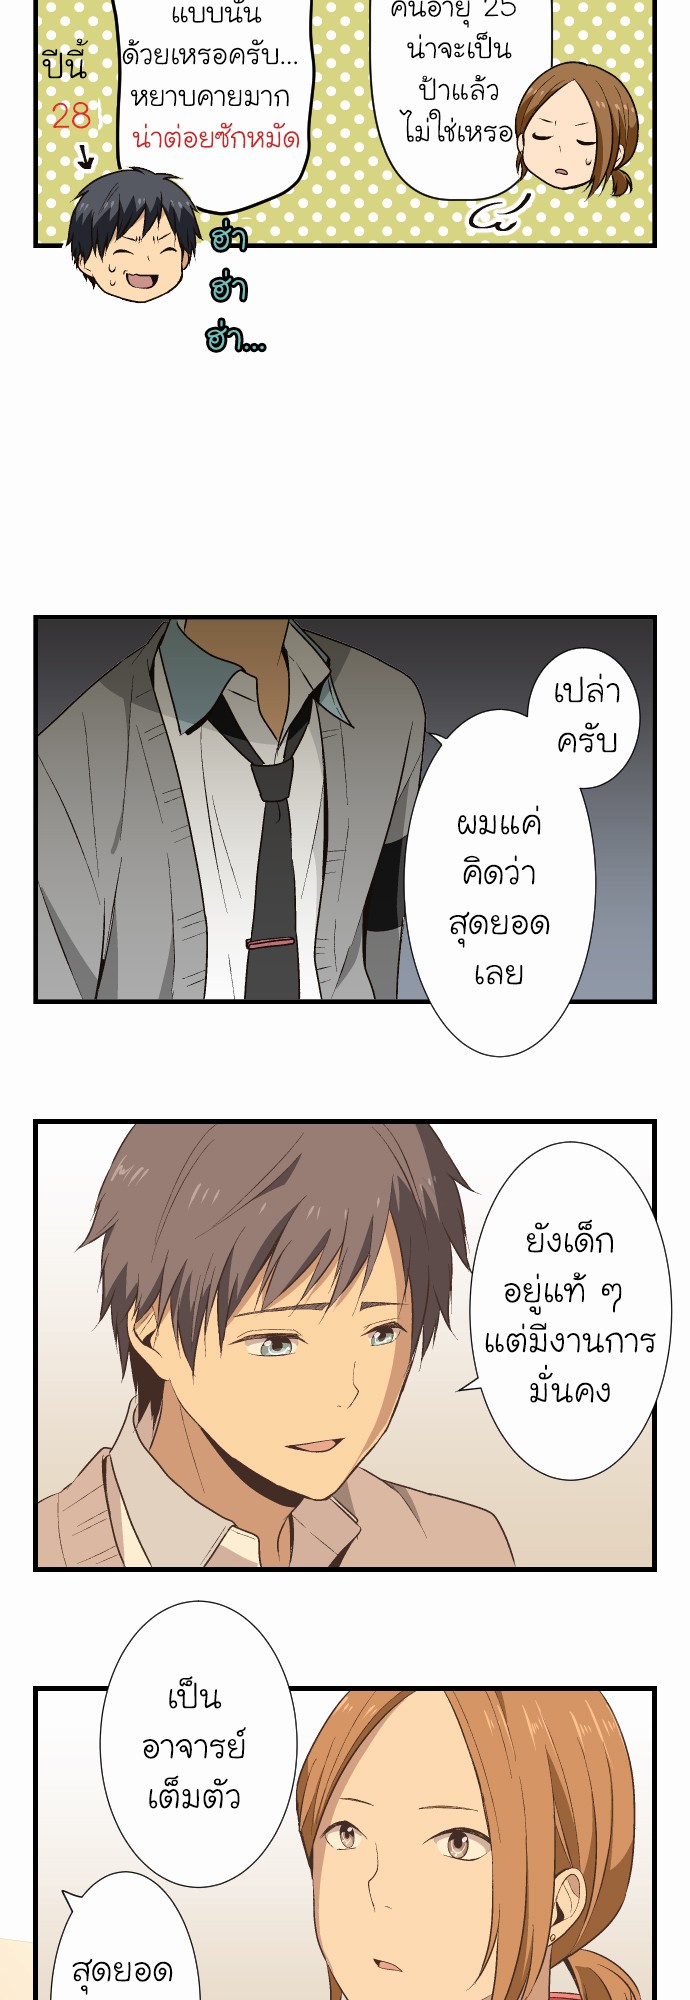 คนอายุ 25
น่าจะเป็น
ป้าแล้ว
ไม่ใช่เหรอ
แบบนั้น
ด้วยเหรอครับ...
หยาบคายมาก
น่าต่อยซักหมัด
ปีนี้
28
ฮ่า
ฮ่า
ฮ่า...
เปล่า
ครับ
ผมแค่
คิดว่า
สุดยอด
เลย
ยังเด็ก
อยู่แท้ ๆ
แต่มีงานการ
มั่นคง
เป็น
อาจารย์
เต็มตัว
สุดยอด